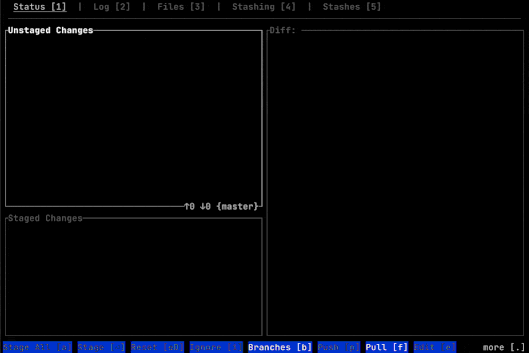 Status [1] | Log [2] | Files [3] | Stashing [4] | Stashes [5]
Unstaged Changes
Diff:
↑0 ↓0 {master}
Staged Changes
Stage All [a] Stage Reset Ignore Branches [b] Push [p] Pull [f] Edit [e] more [.]